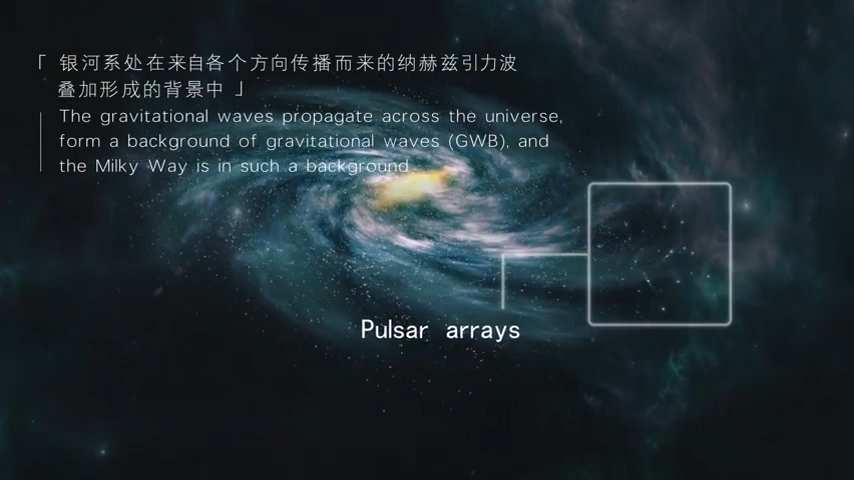 「 银河系处在来自各个方向传播而来的纳赫兹引力波
叠加形成的背景中 」
The gravitational waves propagate across the universe,
form a background of gravitational waves (GWB), and
the Milky Way is in such a background
Pulsar arrays